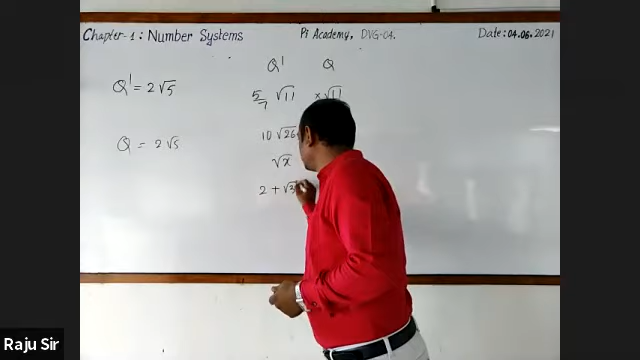 Chapter-1: Number Systems
Pi Academy, DVG-04.
Date: 04.06.2021
Q' Q
Q' = 2√5
5/7 √11 × √11
10 √26
Q = 2√5
√x
2 + √3
Raju Sir